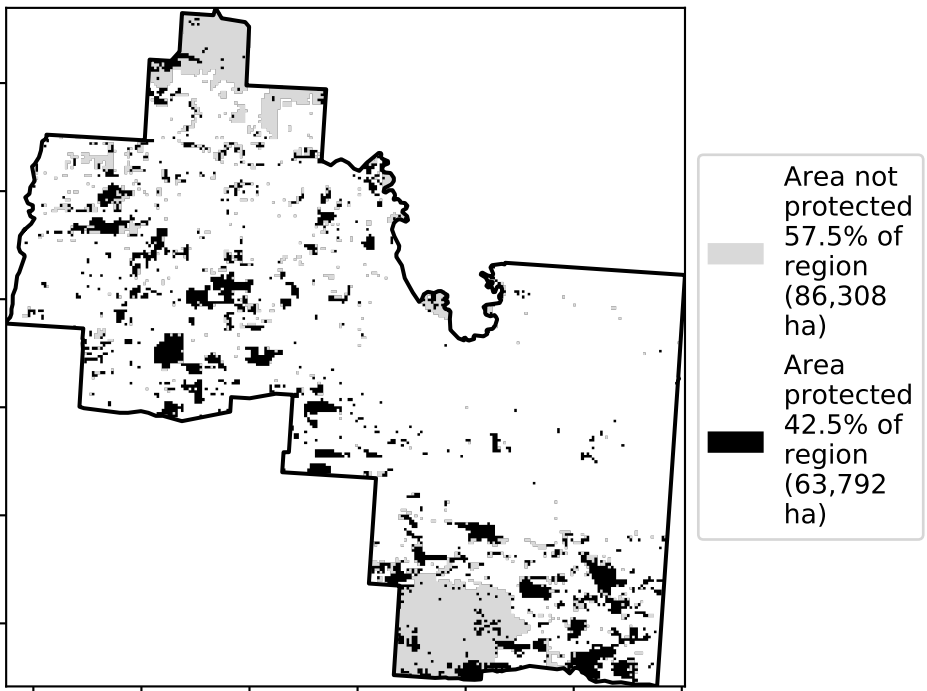 Area not
protected
57.5% of
region
(86,308
ha)
Area
protected
42.5% of
region
(63,792
ha)